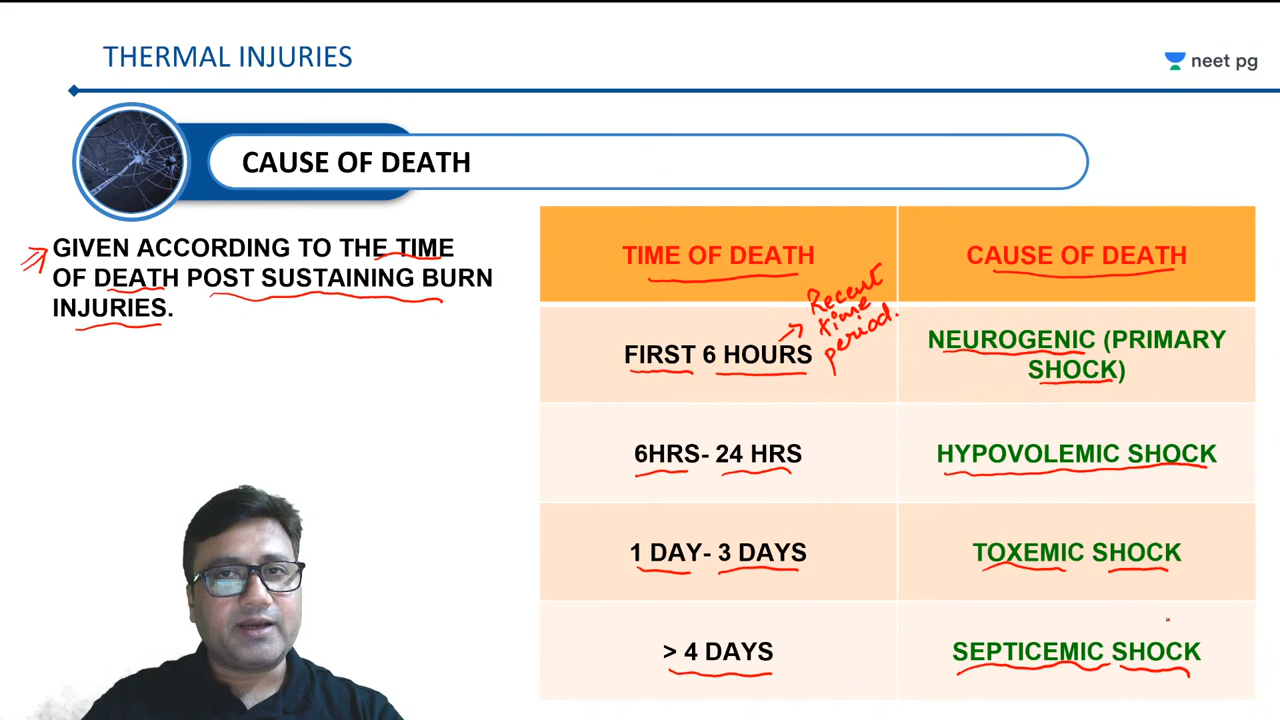 THERMAL INJURIES
neet pg
CAUSE OF DEATH
GIVEN ACCORDING TO THE TIME
OF DEATH POST SUSTAINING BURN
INJURIES.
TIME OF DEATH
CAUSE OF DEATH
FIRST 6 HOURS
Recent
time
period.
NEUROGENIC (PRIMARY
SHOCK)
6HRS- 24 HRS
HYPOVOLEMIC SHOCK
1 DAY- 3 DAYS
TOXEMIC SHOCK
> 4 DAYS
SEPTICEMIC SHOCK